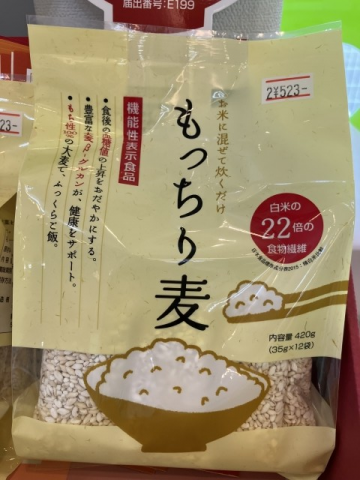 届出番号:E199
2¥523-
23-
お米に混ぜて炊くだけ
もっちり麦
機能性表示食品
・食後の血糖値の上昇をおだやかにする。
・豊富な大麦β-グルカンが、健康をサポート。
・もち性100%の大麦で、ふっくらご飯。
白米の
22倍の
食物繊維
内容量 420g
(35g×12袋)